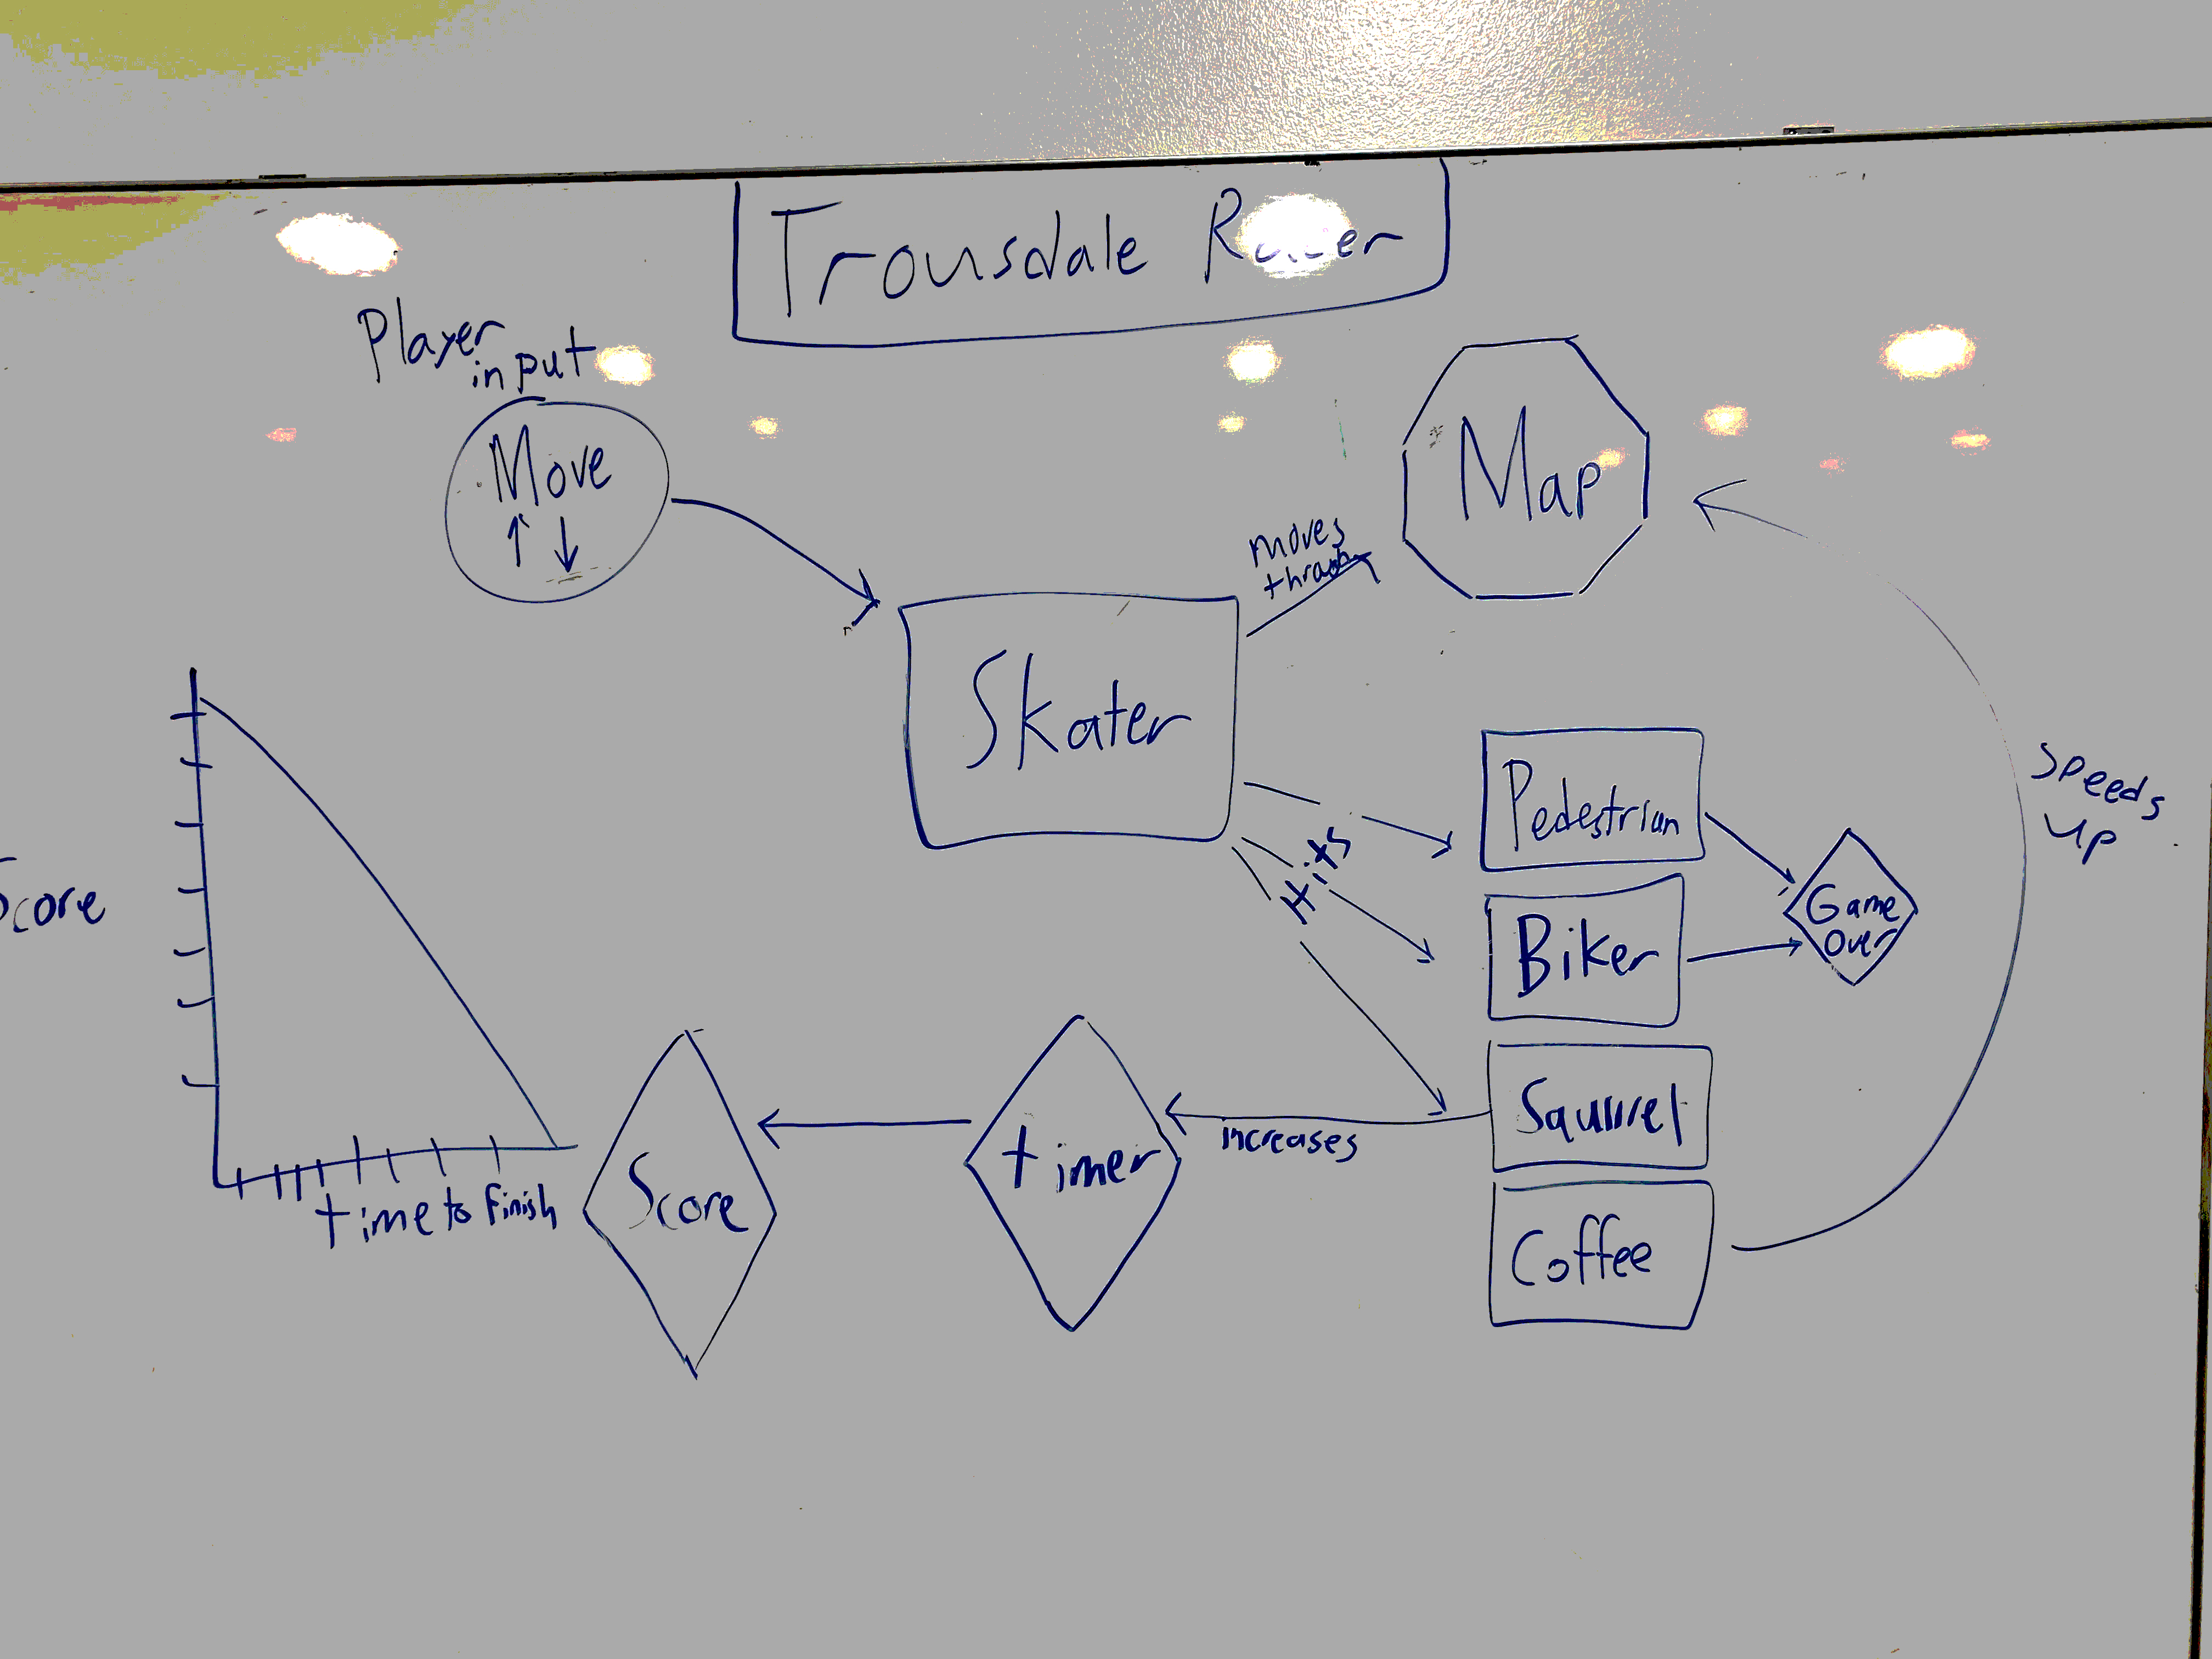 Trousdale Racer
Player
input
Move
↑ ↓
Map
moves
through
Skater
Pedestrian
Speeds
up
Hits
Game
Over
Score
Biker
Squirrel
timer
increases
Score
time to finish
Coffee